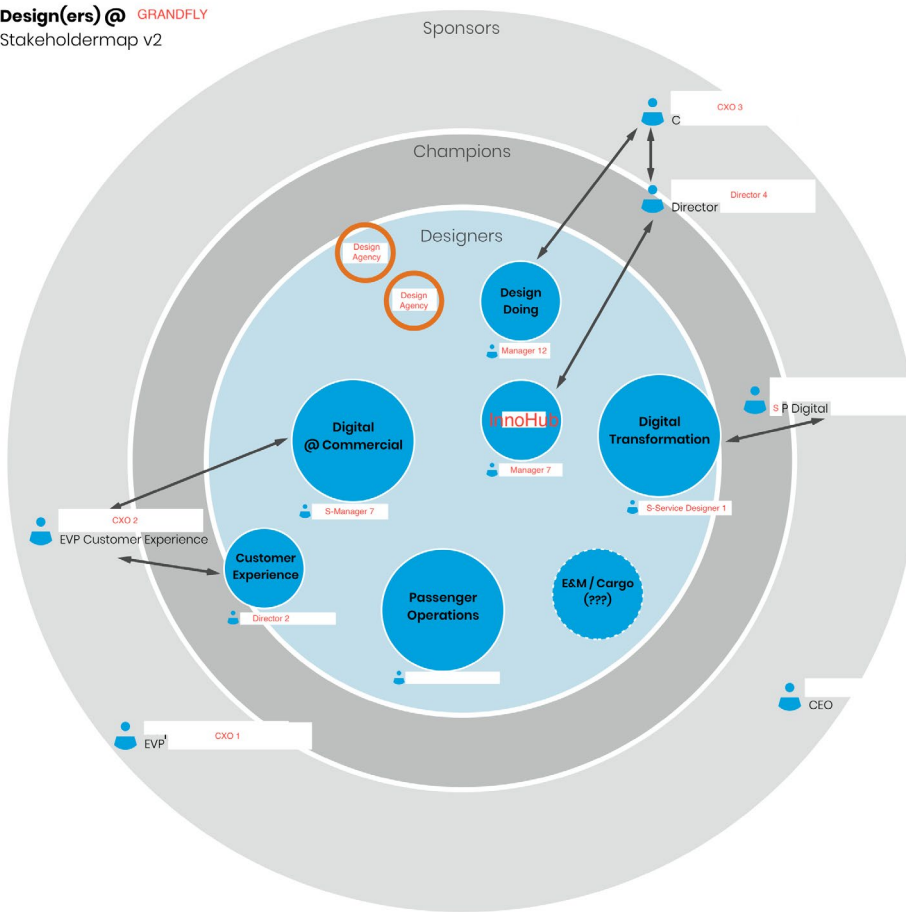 Design(ers) @ GRANDFLY
Stakeholdermap v2
Sponsors
CXO 3
C
Champions
Director 4
Director
Designers
Design
Agency
Design
Agency
Design
Doing
Manager 12
S P Digital
InnoHub
Manager 7
Digital
Transformation
S-Service Designer 1
Digital
@ Commercial
S-Manager 7
CXO 2
EVP Customer Experience
Customer
Experience
Director 2
Passenger
Operations
E&M / Cargo
(???)
CEO
CXO 1
EVP